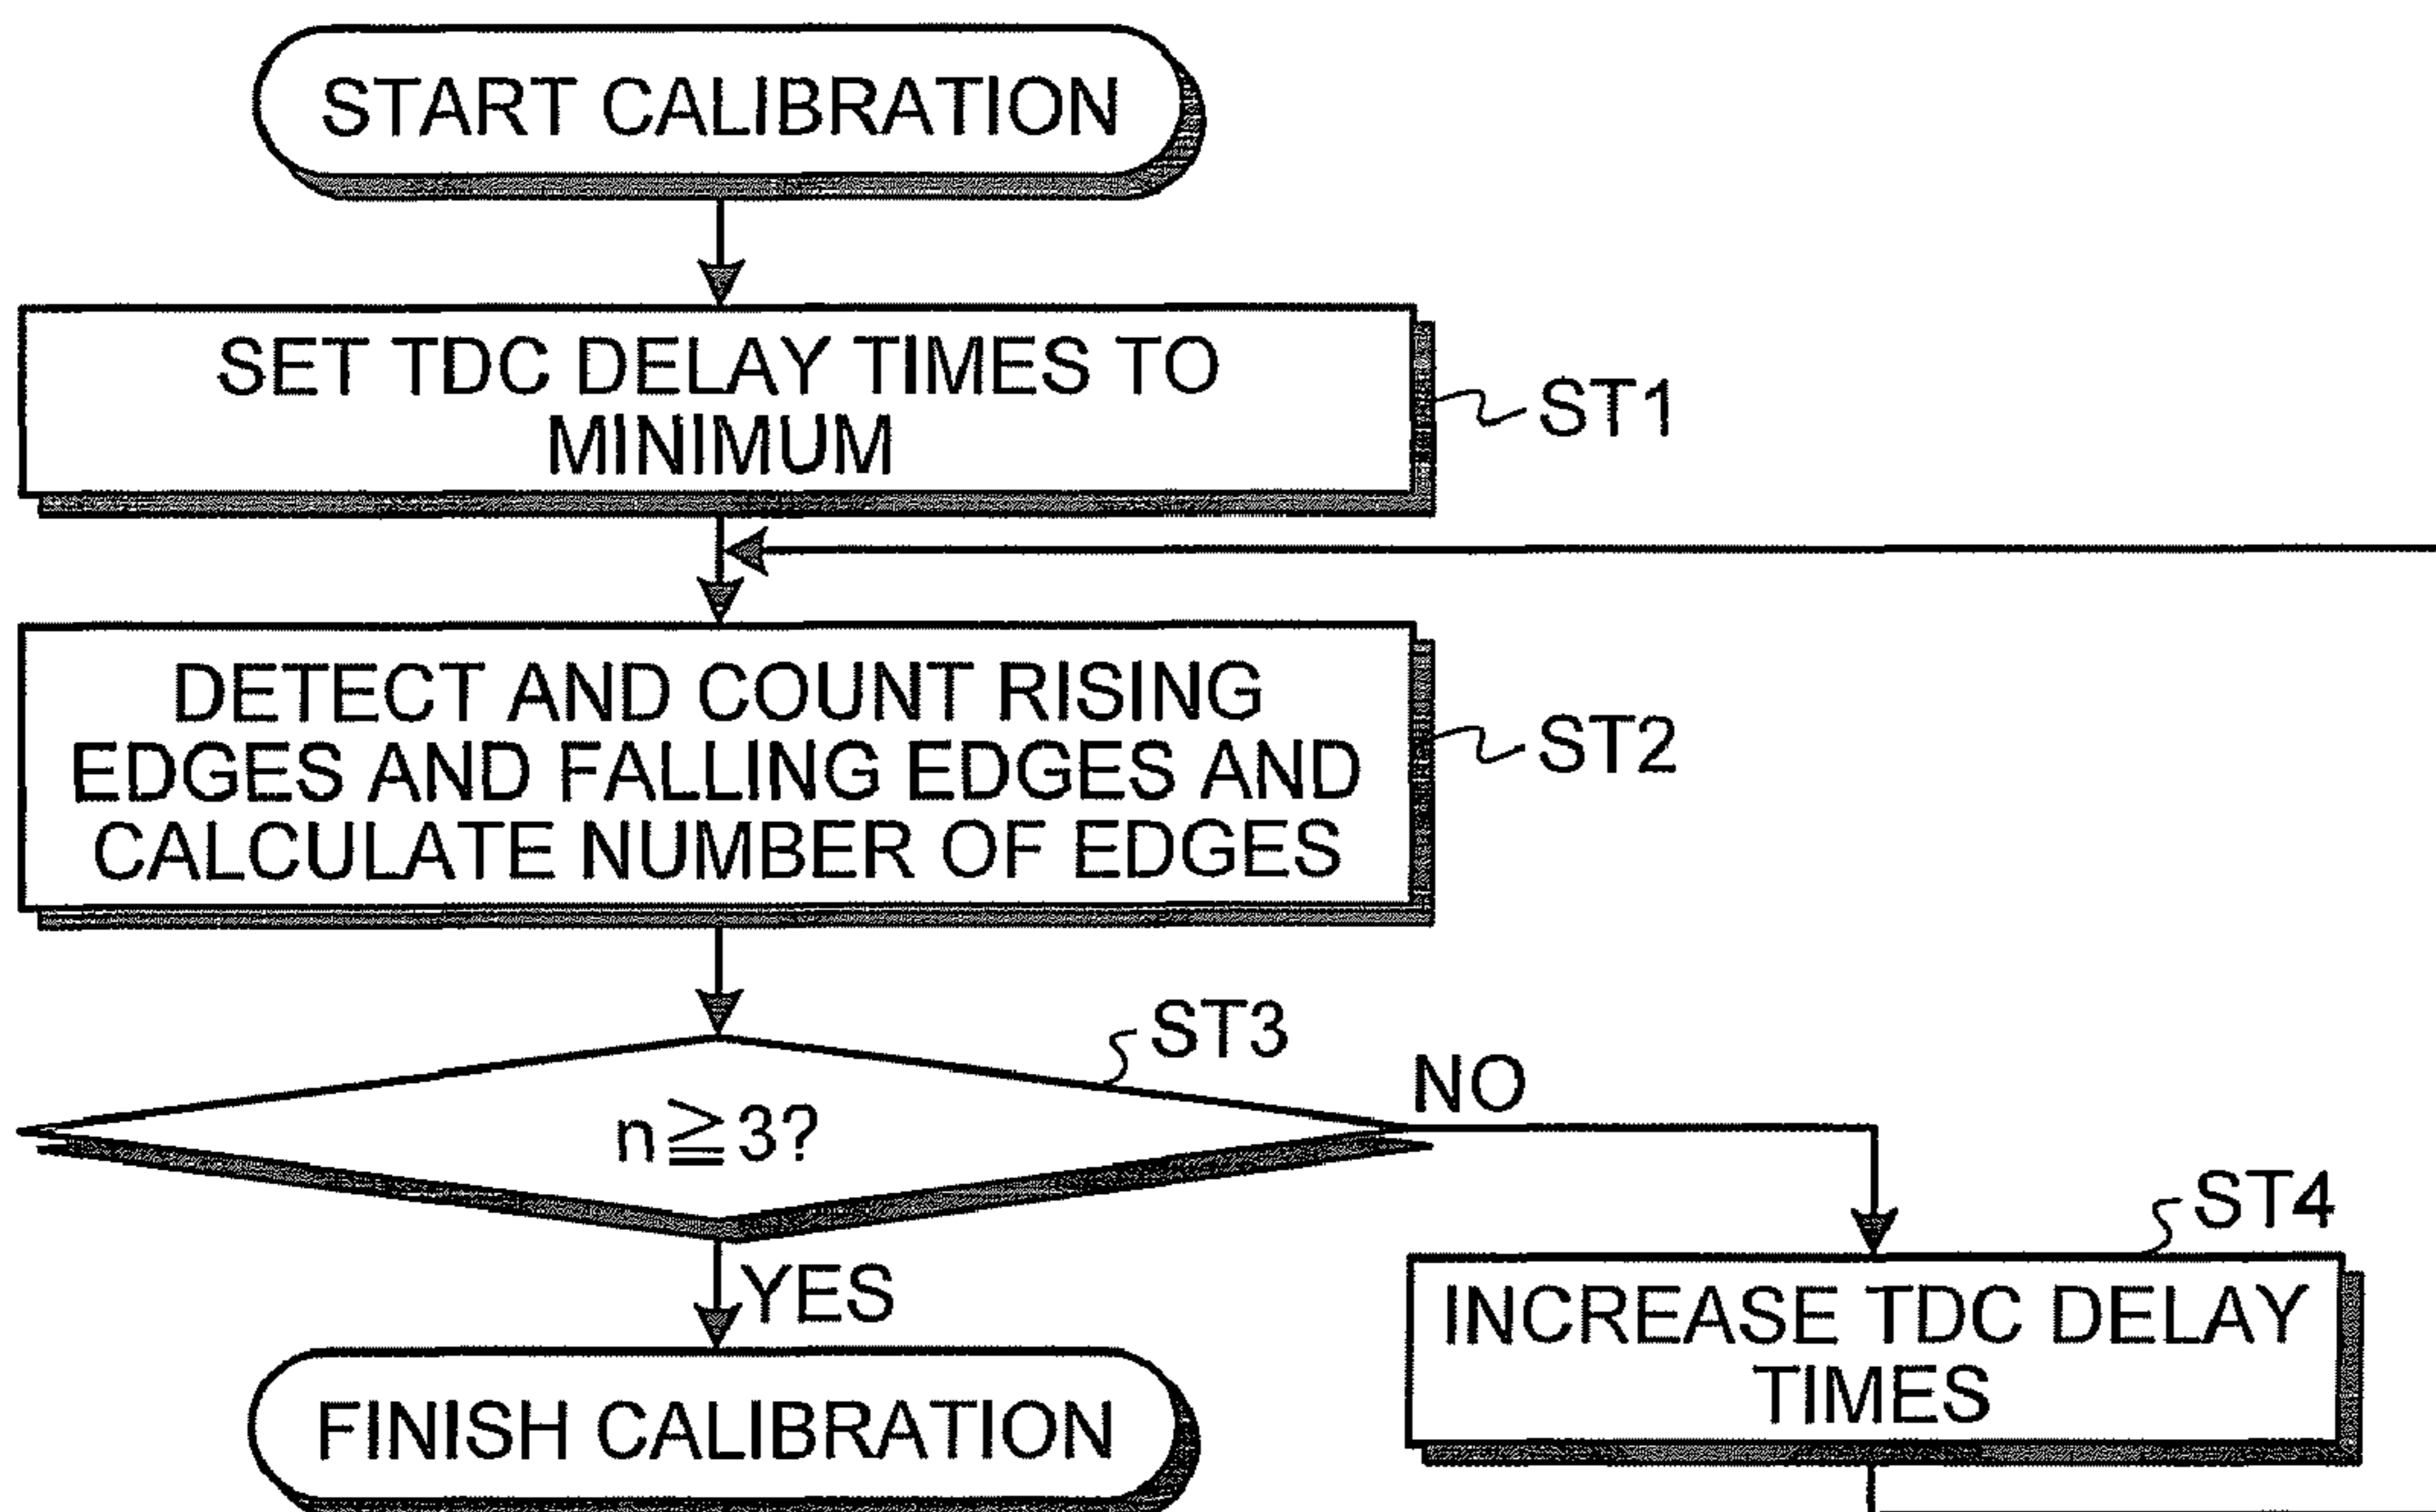 START CALIBRATION
SET TDC DELAY TIMES TO
MINIMUM
ST1
DETECT AND COUNT RISING
EDGES AND FALLING EDGES AND
CALCULATE NUMBER OF EDGES
ST2
ST3
n≧3?
NO
YES
ST4
INCREASE TDC DELAY
TIMES
FINISH CALIBRATION